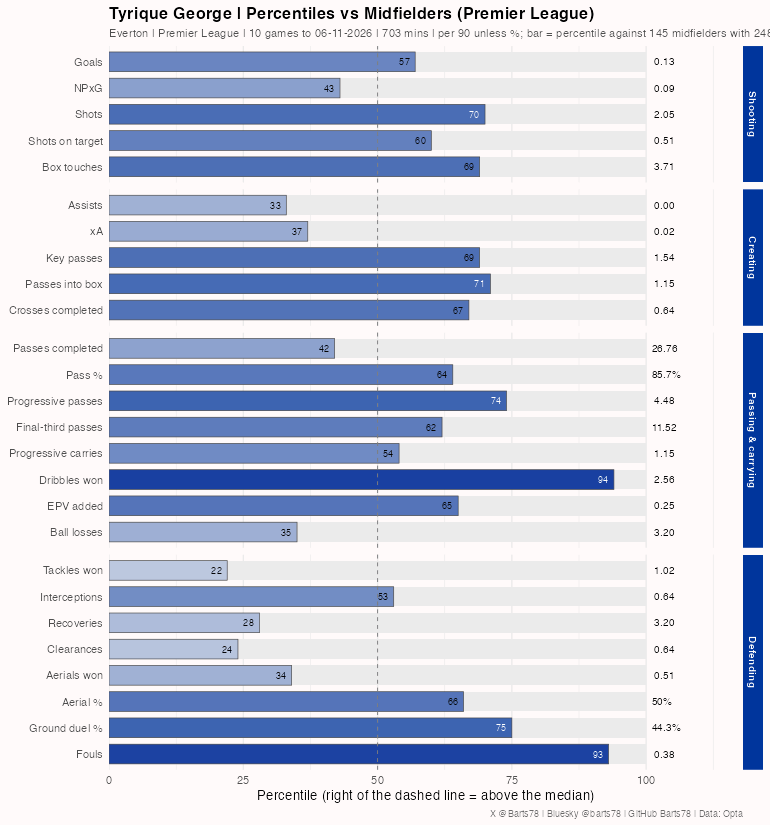 Tyrique George | Percentiles vs Midfielders (Premier League)
Everton | Premier League | 10 games to 06-11-2026 | 703 mins | per 90 unless %; bar = percentile against 145 midfielders with 248
Goals 57 0.13
NPxG 43 0.09
Shots 70 2.05
Shots on target 60 0.51
Box touches 69 3.71
Shooting
Assists 33 0.00
xA 37 0.02
Key passes 69 1.54
Passes into box 71 1.15
Crosses completed 67 0.64
Creating
Passes completed 42 26.76
Pass % 64 85.7%
Progressive passes 74 4.48
Final-third passes 62 11.52
Progressive carries 54 1.15
Dribbles won 94 2.56
EPV added 65 0.25
Ball losses 35 3.20
Passing & carrying
Tackles won 22 1.02
Interceptions 53 0.64
Recoveries 28 3.20
Clearances 24 0.64
Aerials won 34 0.51
Aerial % 66 50%
Ground duel % 75 44.3%
Fouls 93 0.38
Defending
0 25 50 75 100
Percentile (right of the dashed line = above the median)
X @Barts78 | Bluesky @barts78 | GitHub Barts78 | Data: Opta